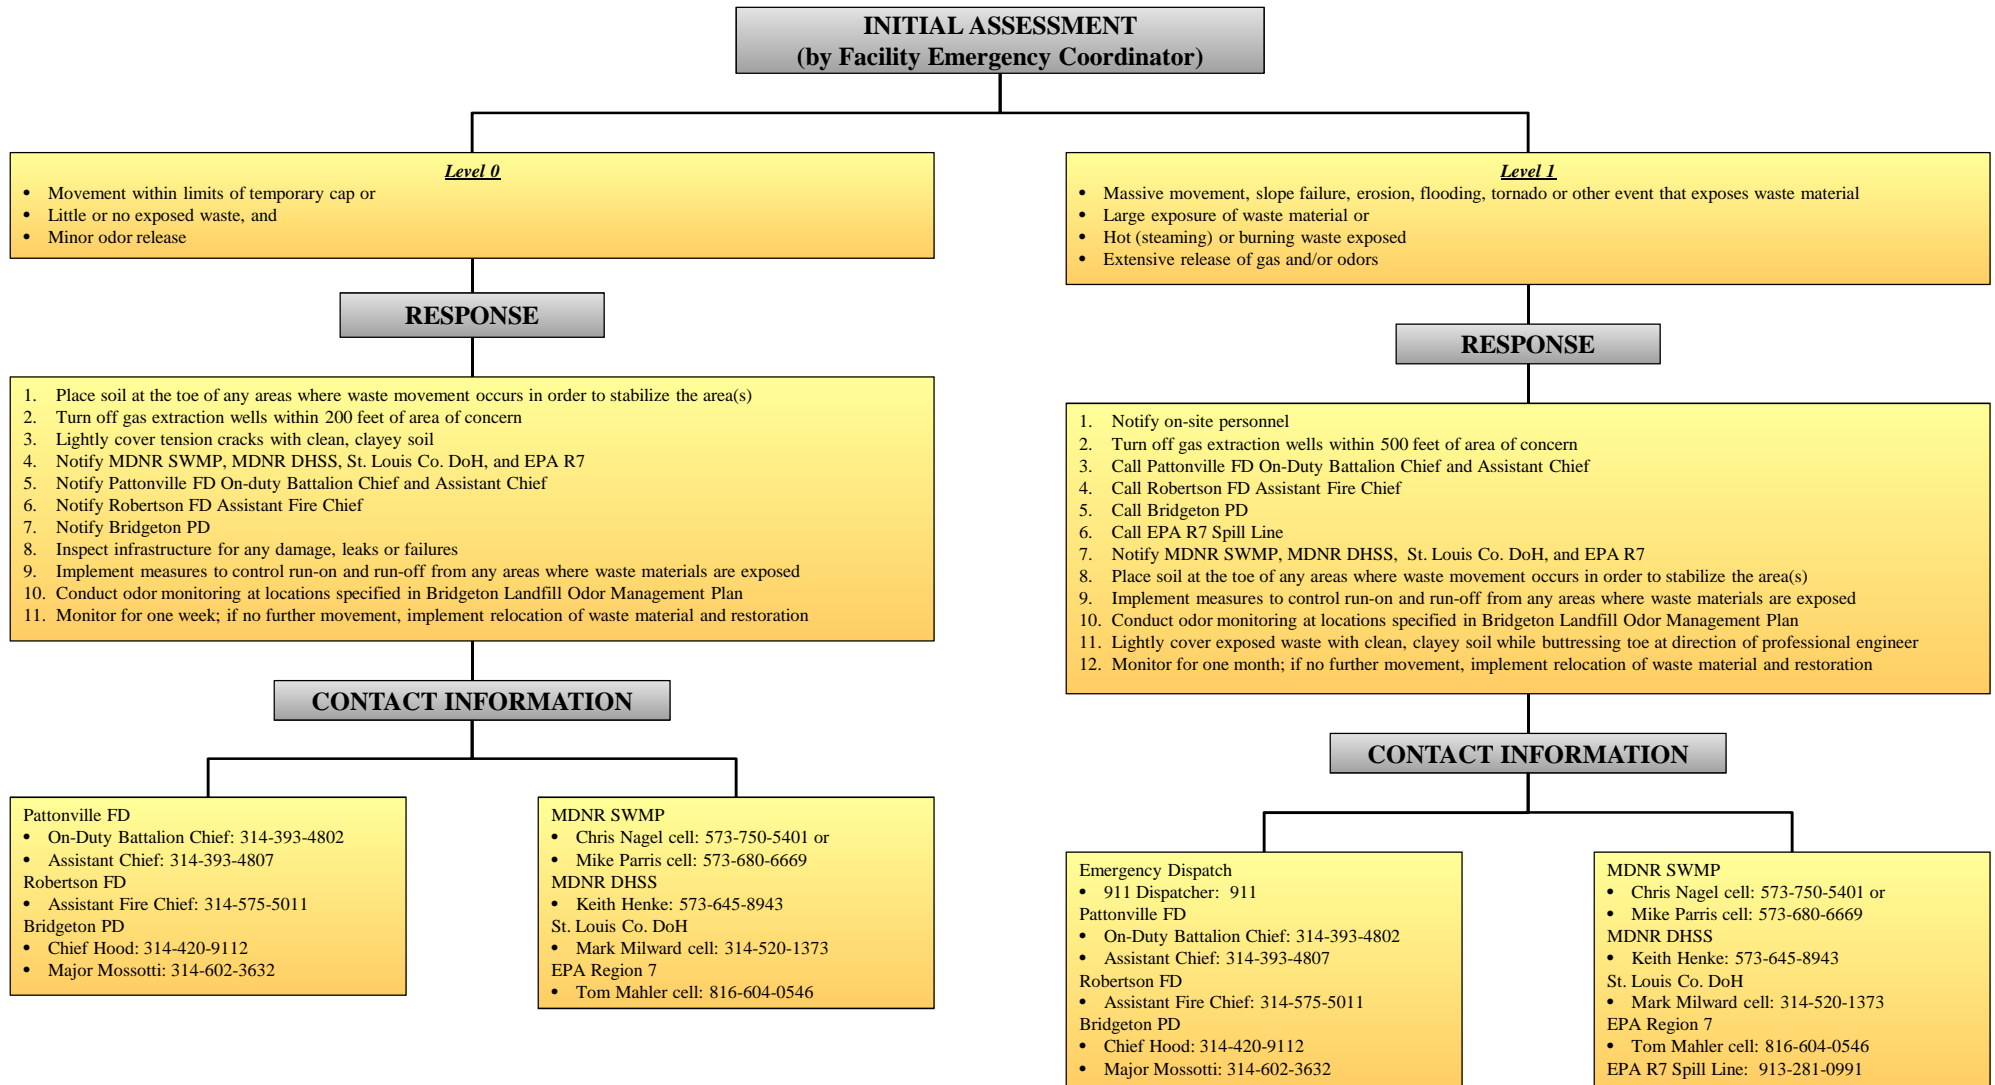 INITIAL ASSESSMENT
(by Facility Emergency Coordinator)
Level 0
• Movement within limits of temporary cap or
• Little or no exposed waste, and
• Minor odor release
RESPONSE
1. Place soil at the toe of any areas where waste movement occurs in order to stabilize the area(s)
2. Turn off gas extraction wells within 200 feet of area of concern
3. Lightly cover tension cracks with clean, clayey soil
4. Notify MDNR SWMP, MDNR DHSS, St. Louis Co. DoH, and EPA R7
5. Notify Pattonville FD On-duty Battalion Chief and Assistant Chief
6. Notify Robertson FD Assistant Fire Chief
7. Notify Bridgeton PD
8. Inspect infrastructure for any damage, leaks or failures
9. Implement measures to control run-on and run-off from any areas where waste materials are exposed
10. Conduct odor monitoring at locations specified in Bridgeton Landfill Odor Management Plan
11. Monitor for one week; if no further movement, implement relocation of waste material and restoration
CONTACT INFORMATION
Pattonville FD
• On-Duty Battalion Chief: 314-393-4802
• Assistant Chief: 314-393-4807
Robertson FD
• Assistant Fire Chief: 314-575-5011
Bridgeton PD
• Chief Hood: 314-420-9112
• Major Mossotti: 314-602-3632
MDNR SWMP
• Chris Nagel cell: 573-750-5401 or
• Mike Parris cell: 573-680-6669
MDNR DHSS
• Keith Henke: 573-645-8943
St. Louis Co. DoH
• Mark Milward cell: 314-520-1373
EPA Region 7
• Tom Mahler cell: 816-604-0546
Level 1
• Massive movement, slope failure, erosion, flooding, tornado or other event that exposes waste material
• Large exposure of waste material or
• Hot (steaming) or burning waste exposed
• Extensive release of gas and/or odors
RESPONSE
1. Notify on-site personnel
2. Turn off gas extraction wells within 500 feet of area of concern
3. Call Pattonville FD On-Duty Battalion Chief and Assistant Chief
4. Call Robertson FD Assistant Fire Chief
5. Call Bridgeton PD
6. Call EPA R7 Spill Line
7. Notify MDNR SWMP, MDNR DHSS, St. Louis Co. DoH, and EPA R7
8. Place soil at the toe of any areas where waste movement occurs in order to stabilize the area(s)
9. Implement measures to control run-on and run-off from any areas where waste materials are exposed
10. Conduct odor monitoring at locations specified in Bridgeton Landfill Odor Management Plan
11. Lightly cover exposed waste with clean, clayey soil while buttressing toe at direction of professional engineer
12. Monitor for one month; if no further movement, implement relocation of waste material and restoration
CONTACT INFORMATION
Emergency Dispatch
• 911 Dispatcher: 911
Pattonville FD
• On-Duty Battalion Chief: 314-393-4802
• Assistant Chief: 314-393-4807
Robertson FD
• Assistant Fire Chief: 314-575-5011
Bridgeton PD
• Chief Hood: 314-420-9112
• Major Mossotti: 314-602-3632
MDNR SWMP
• Chris Nagel cell: 573-750-5401 or
• Mike Parris cell: 573-680-6669
MDNR DHSS
• Keith Henke: 573-645-8943
St. Louis Co. DoH
• Mark Milward cell: 314-520-1373
EPA Region 7
• Tom Mahler cell: 816-604-0546
EPA R7 Spill Line: 913-281-0991